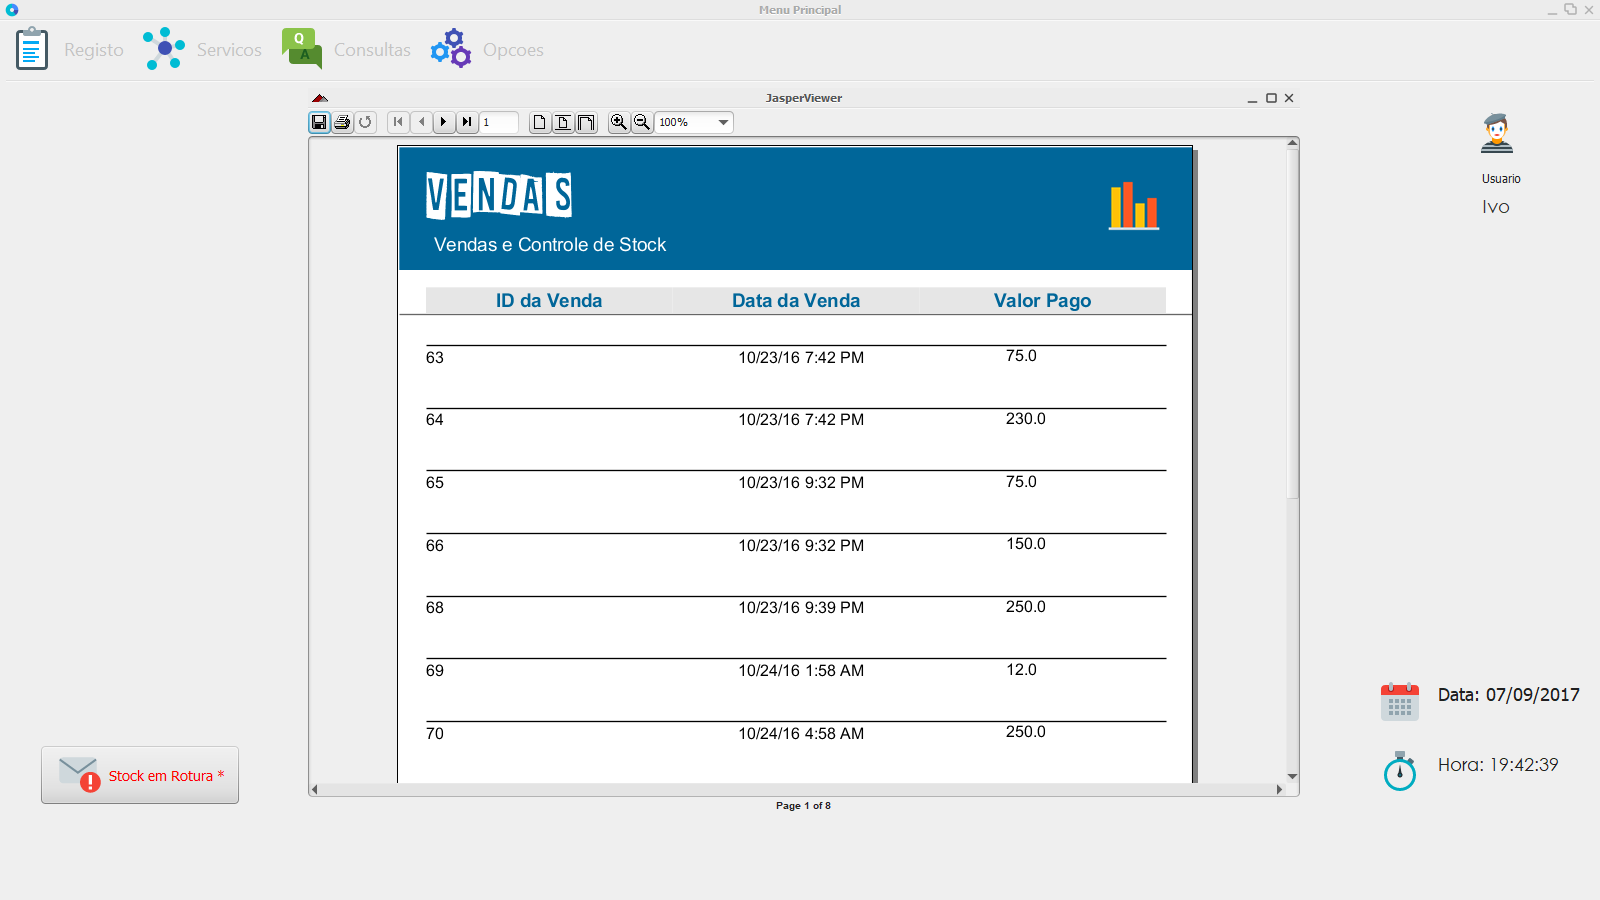 Menu Principal
Registo Servicos Q A Consultas Opcoes
JasperViewer
1 100%
VENDAS
Vendas e Controle de Stock
Usuario
Ivo
ID da Venda Data da Venda Valor Pago
63 10/23/16 7:42 PM 75.0
64 10/23/16 7:42 PM 230.0
65 10/23/16 9:32 PM 75.0
66 10/23/16 9:32 PM 150.0
68 10/23/16 9:39 PM 250.0
69 10/24/16 1:58 AM 12.0
70 10/24/16 4:58 AM 250.0
Data: 07/09/2017
Hora: 19:42:39
Stock em Rotura *
Page 1 of 8